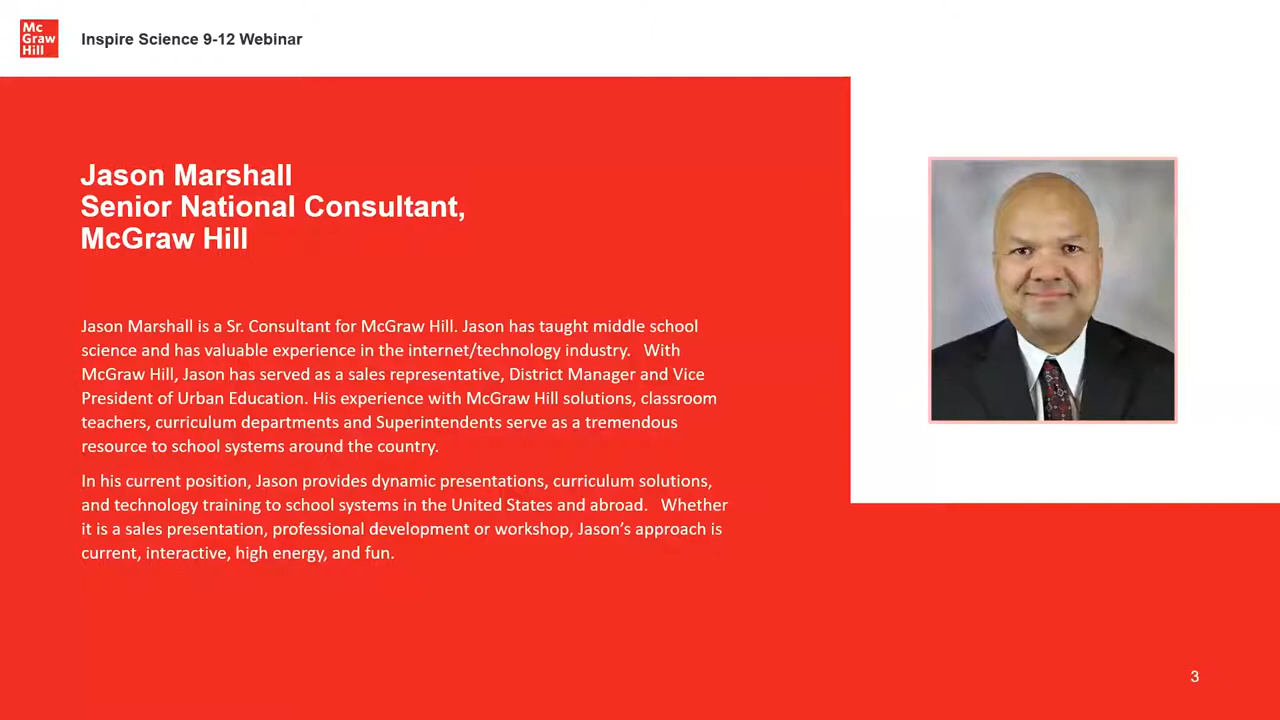 Mc
Graw
Hill
Inspire Science 9-12 Webinar
Jason Marshall
Senior National Consultant,
McGraw Hill
Jason Marshall is a Sr. Consultant for McGraw Hill. Jason has taught middle school
science and has valuable experience in the internet/technology industry.   With
McGraw Hill, Jason has served as a sales representative, District Manager and Vice
President of Urban Education. His experience with McGraw Hill solutions, classroom
teachers, curriculum departments and Superintendents serve as a tremendous
resource to school systems around the country.
In his current position, Jason provides dynamic presentations, curriculum solutions,
and technology training to school systems in the United States and abroad.   Whether
it is a sales presentation, professional development or workshop, Jason’s approach is
current, interactive, high energy, and fun.
3